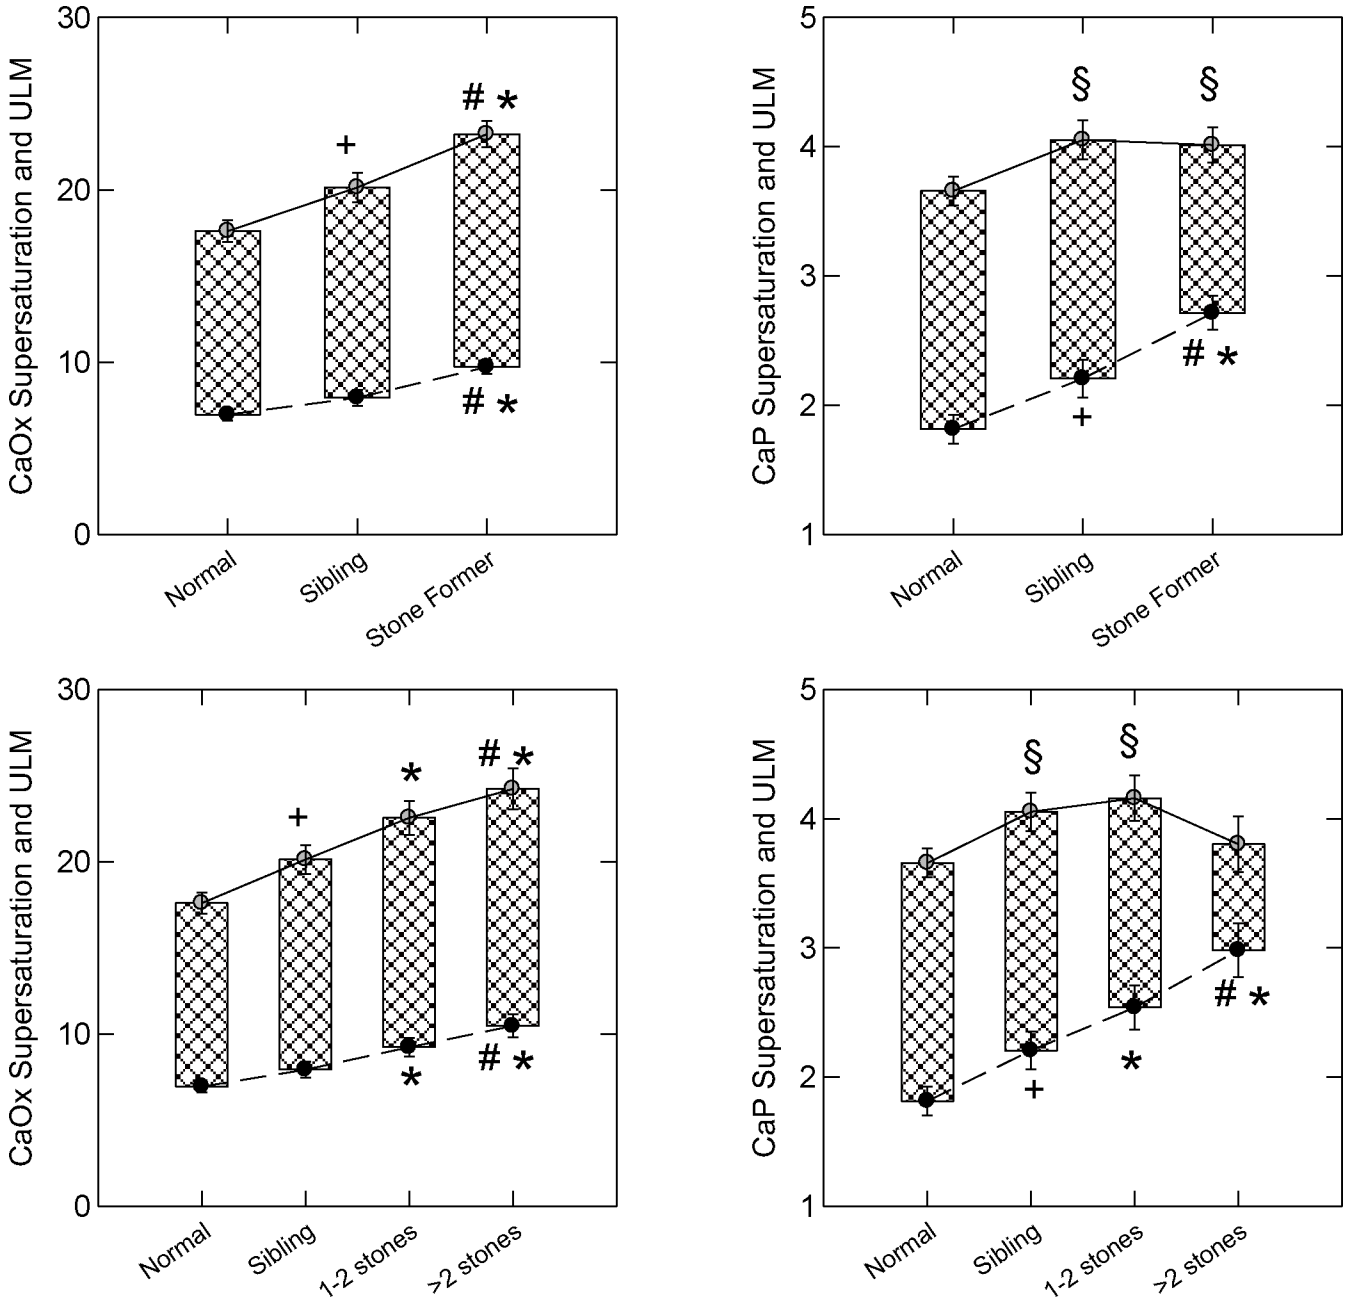 CaOx Supersaturation and ULM
30
20
10
0
+
# *
# *
Normal
Sibling
Stone Former
CaP Supersaturation and ULM
5
4
3
2
1
§
§
+
# *
Normal
Sibling
Stone Former
CaOx Supersaturation and ULM
30
20
10
0
+
*
# *
*
# *
Normal
Sibling
1-2 stones
>2 stones
CaP Supersaturation and ULM
5
4
3
2
1
§
§
+
*
# *
Normal
Sibling
1-2 stones
>2 stones